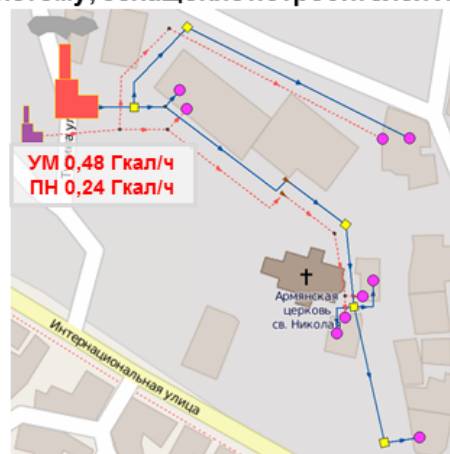 УМ 0,48 Гкал/ч
ПН 0,24 Гкал/ч
Армянская
церковь
св. Николая
Интернациональная улица